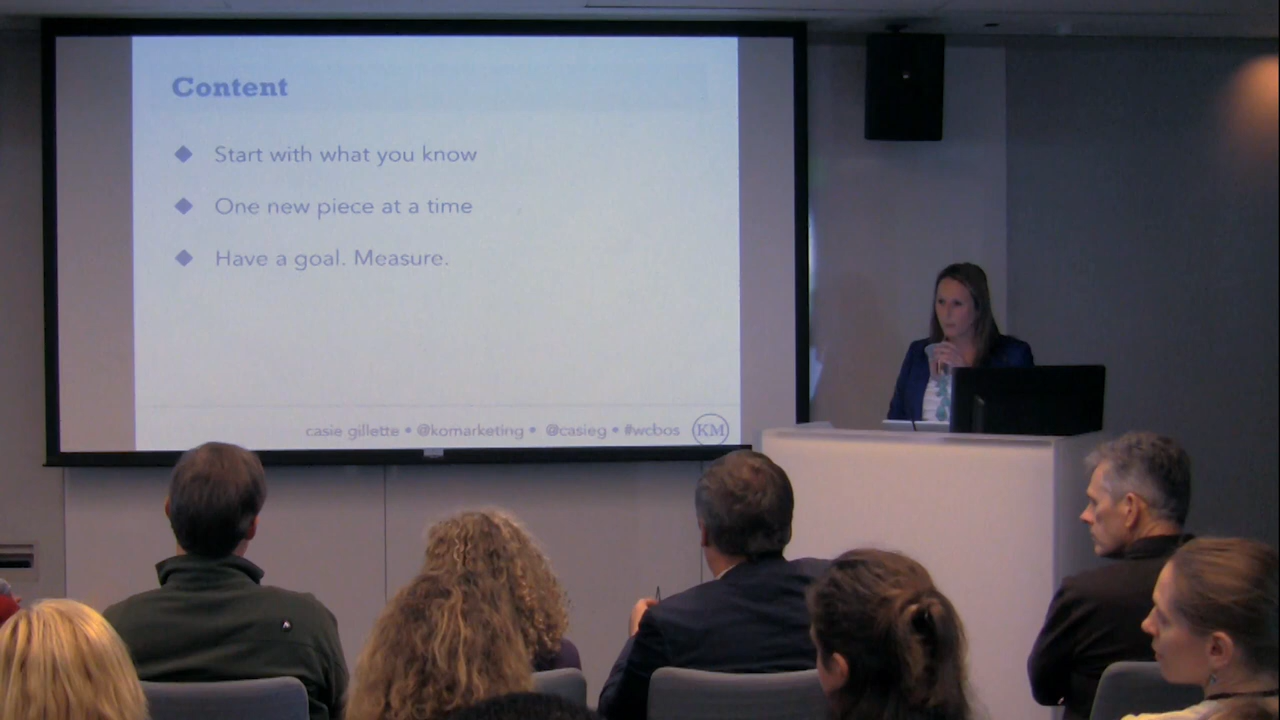 Content
Start with what you know
One new piece at a time
Have a goal. Measure.
casie gillette • @komarketing • @casieg • #wcbos KM